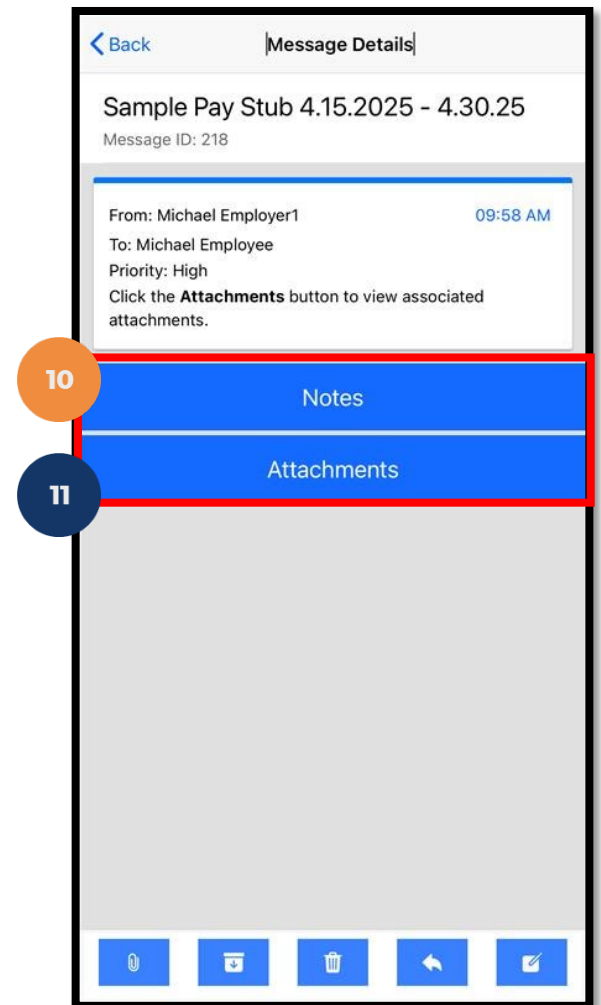 Back
Message Details
Sample Pay Stub 4.15.2025 - 4.30.25
Message ID: 218
From: Michael Employer1 09:58 AM
To: Michael Employee
Priority: High
Click the Attachments button to view associated
attachments.
10
Notes
Attachments
11